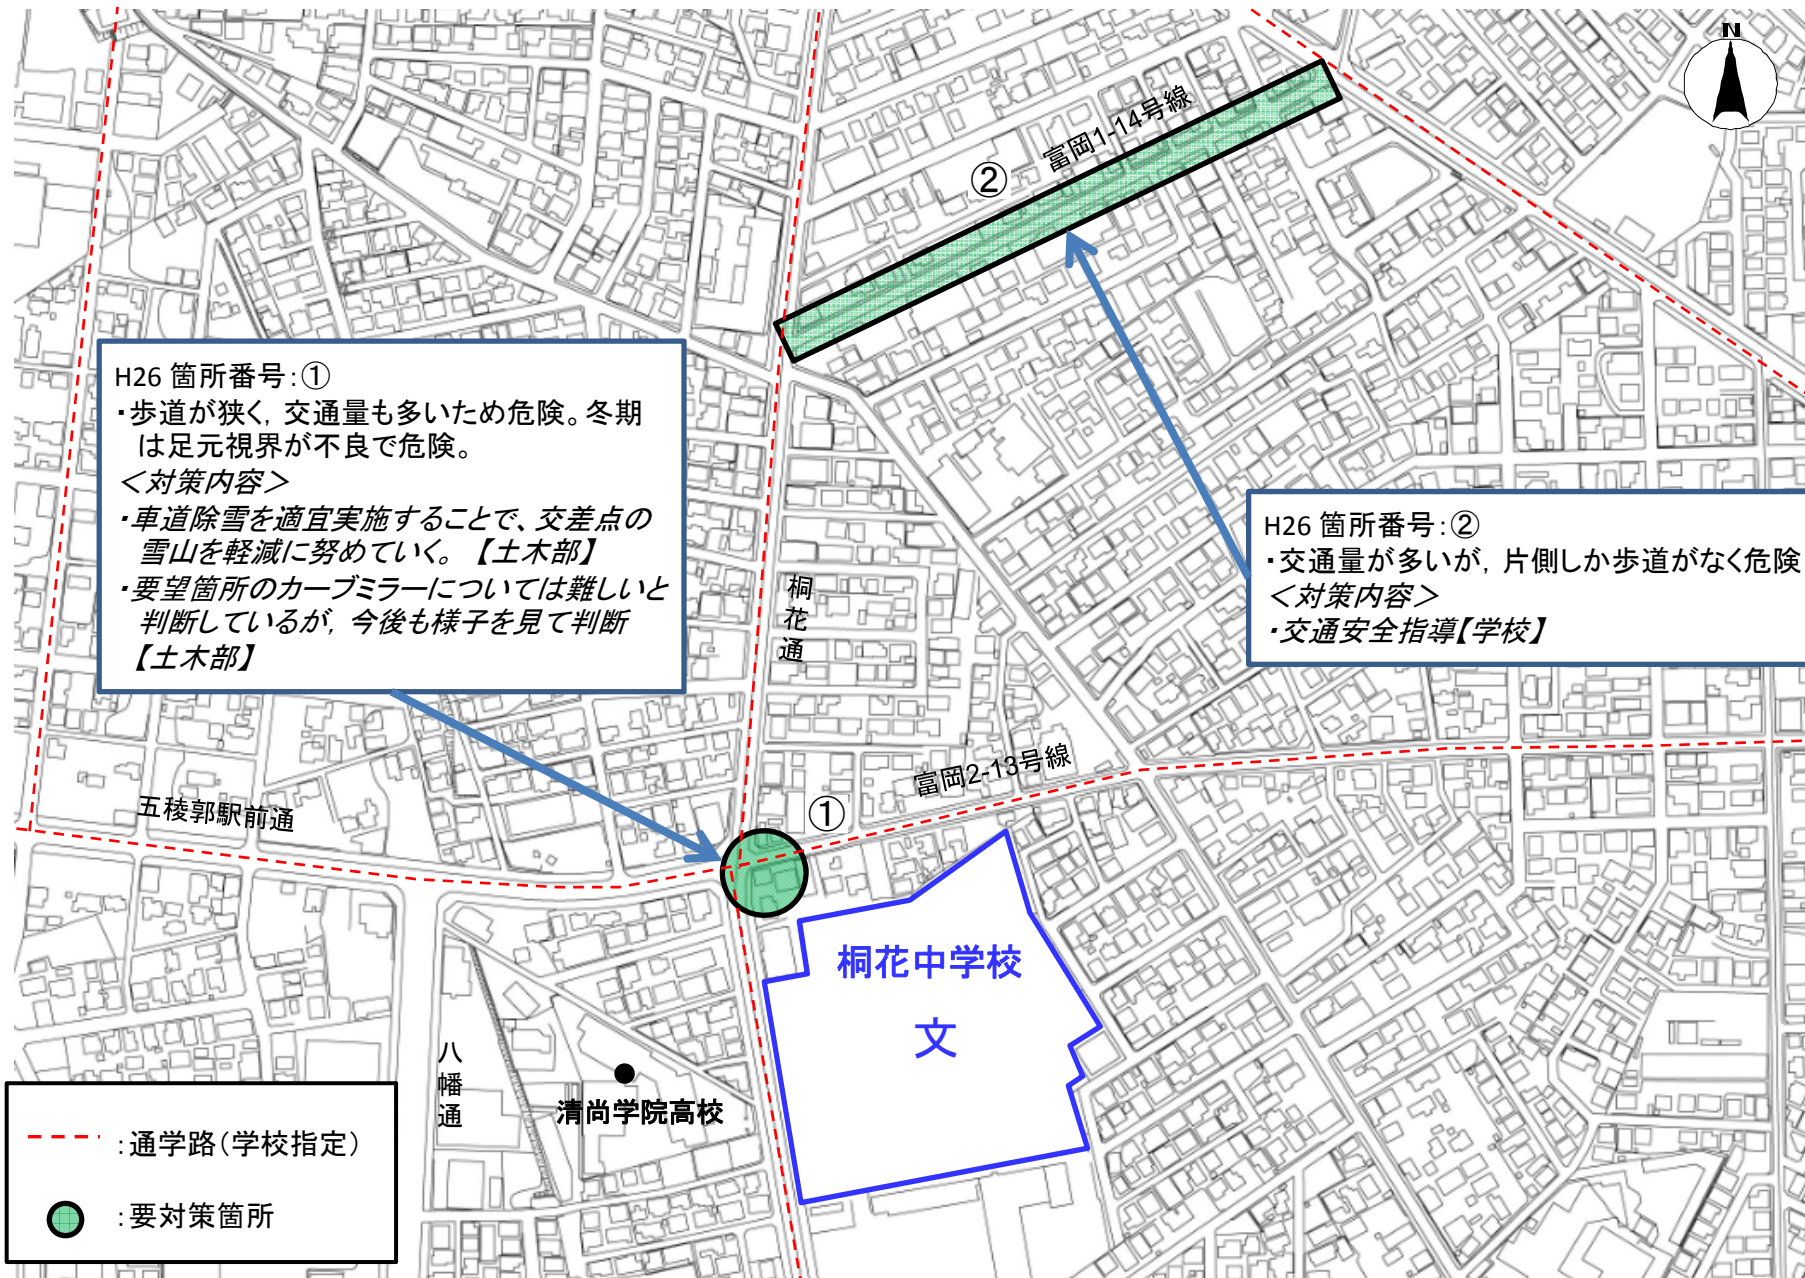 N
富岡1-14号線
②
H26 箇所番号:①
・歩道が狭く, 交通量も多いため危険。冬期
は足元視界が不良で危険。
＜対策内容＞
・車道除雪を適宜実施することで、交差点の
雪山を軽減に努めていく。【土木部】
・要望箇所のカーブミラーについては難しいと
判断しているが, 今後も様子を見て判断
【土木部】
H26 箇所番号:②
・交通量が多いが, 片側しか歩道がなく危険
＜対策内容＞
・交通安全指導【学校】
桐花通
富岡2-13号線
①
五稜郭駅前通
桐花中学校
文
八幡通
清尚学院高校
:通学路(学校指定)
:要対策箇所